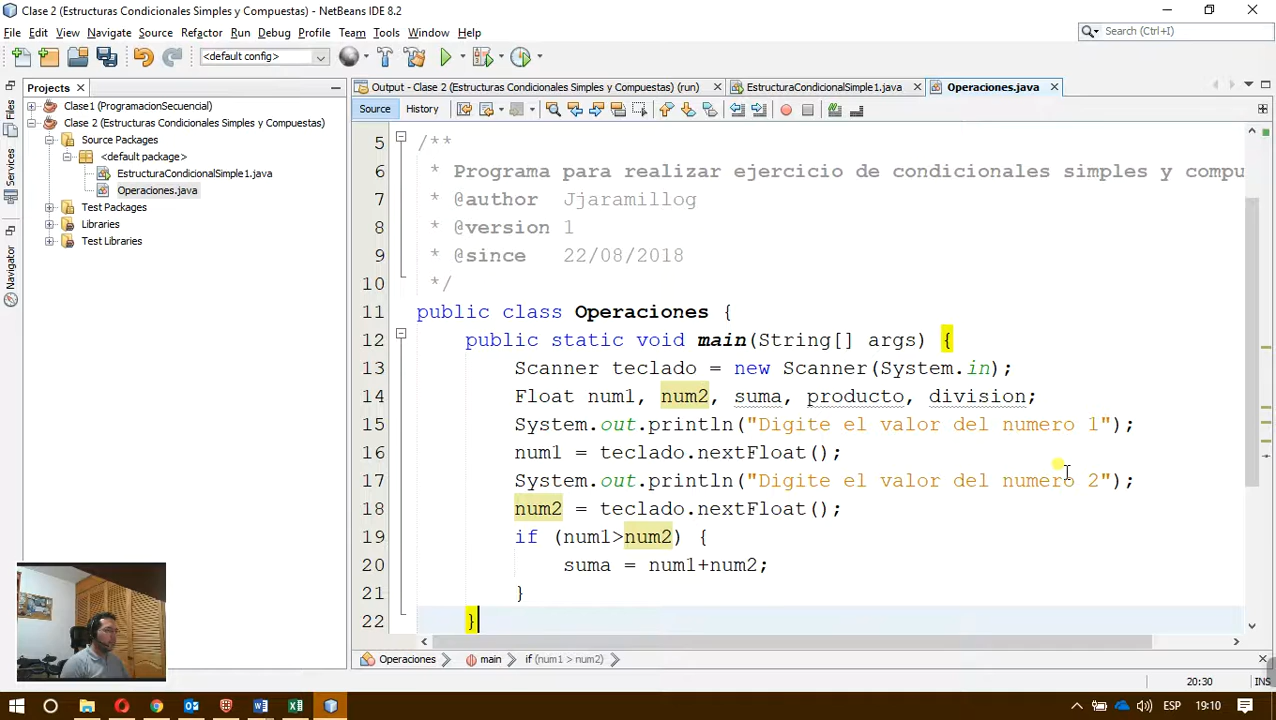 Clase 2 (Estructuras Condicionales Simples y Compuestas) - NetBeans IDE 8.2
File Edit View Navigate Source Refactor Run Debug Profile Team Tools Window Help
Search (Ctrl+I)
<default config>
Projects
Output - Clase 2 (Estructuras Condicionales Simples y Compuestas) (run)
EstructuraCondicionalSimple1.java
Operaciones.java
Source History
Files
Services
Navigator
Clase1 (ProgramacionSecuencial)
Clase 2 (Estructuras Condicionales Simples y Compuestas)
Source Packages
<default package>
EstructuraCondicionalSimple1.java
Operaciones.java
Test Packages
Libraries
Test Libraries
5 /**
6 * Programa para realizar ejercicio de condicionales simples y compu
7 * @author Jjaramillog
8 * @version 1
9 * @since 22/08/2018
10 */
11 public class Operaciones {
12 public static void main(String[] args) {
13 Scanner teclado = new Scanner(System.in);
14 Float num1, num2, suma, producto, division;
15 System.out.println("Digite el valor del numero 1");
16 num1 = teclado.nextFloat();
17 System.out.println("Digite el valor del numero 2");
18 num2 = teclado.nextFloat();
19 if (num1>num2) {
20 suma = num1+num2;
21 }
22 }
Operaciones main if (num1 > num2)
20:30 INS
ESP 19:10